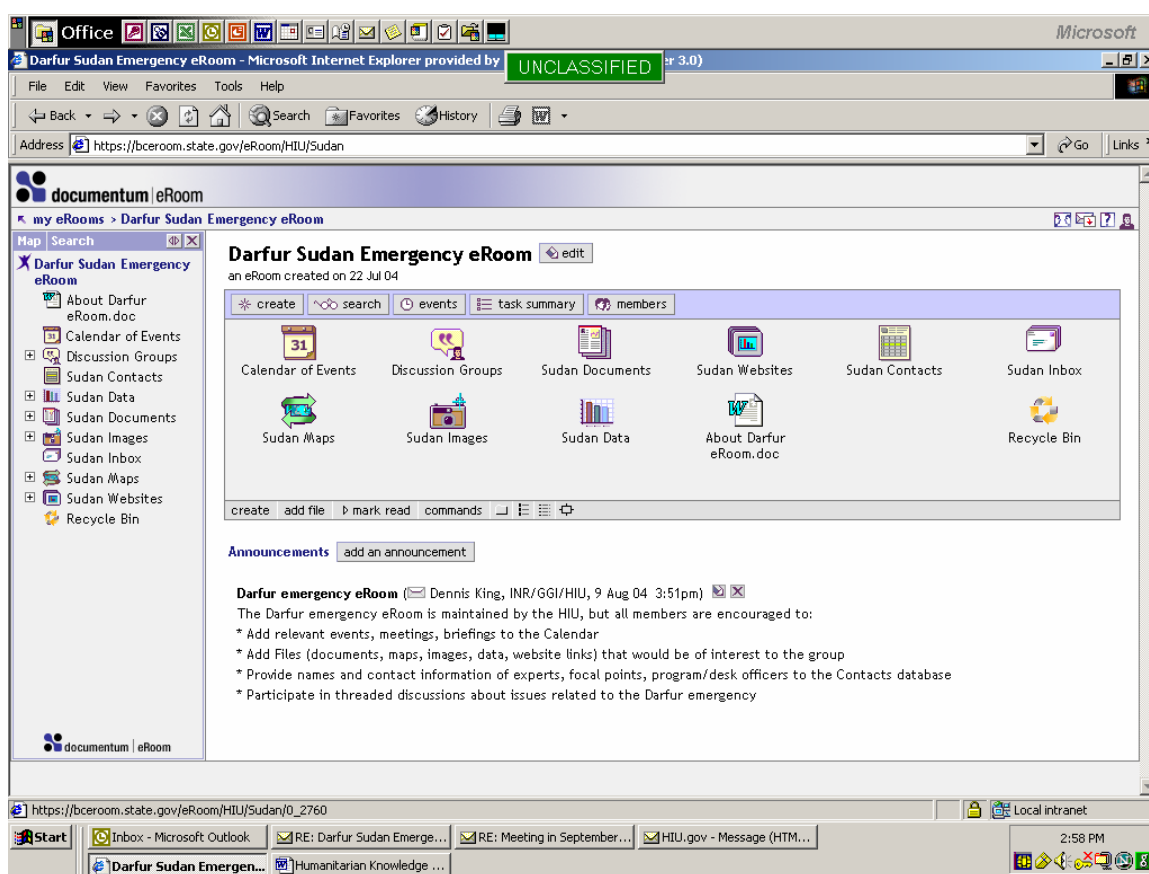 Office
Microsoft
Darfur Sudan Emergency eRoom - Microsoft Internet Explorer provided by
UNCLASSIFIED
er 3.0)
File Edit View Favorites Tools Help
Back Search Favorites History
Address https://bceroom.state.gov/eRoom/HIU/Sudan Go Links
documentum eRoom
my eRooms > Darfur Sudan Emergency eRoom
Map Search
Darfur Sudan Emergency
eRoom
About Darfur
eRoom.doc
Calendar of Events
Discussion Groups
Sudan Contacts
Sudan Data
Sudan Documents
Sudan Images
Sudan Inbox
Sudan Maps
Sudan Websites
Recycle Bin
documentum eRoom
Darfur Sudan Emergency eRoom edit
an eRoom created on 22 Jul 04
create search events task summary members
31
Calendar of Events Discussion Groups Sudan Documents Sudan Websites Sudan Contacts Sudan Inbox
Sudan Maps Sudan Images Sudan Data About Darfur Recycle Bin
eRoom.doc
create add file mark read commands
Announcements add an announcement
Darfur emergency eRoom (Dennis King, INR/GGI/HIU, 9 Aug 04 3:51pm)
The Darfur emergency eRoom is maintained by the HIU, but all members are encouraged to:
* Add relevant events, meetings, briefings to the Calendar
* Add Files (documents, maps, images, data, website links) that would be of interest to the group
* Provide names and contact information of experts, focal points, program/desk officers to the Contacts database
* Participate in threaded discussions about issues related to the Darfur emergency
https://bceroom.state.gov/eRoom/HIU/Sudan/0_2760 Local intranet
Start Inbox - Microsoft Outlook RE: Darfur Sudan Emerge... RE: Meeting in September... HIU.gov - Message (HTM... 2:58 PM
Darfur Sudan Emergen... Humanitarian Knowledge ...